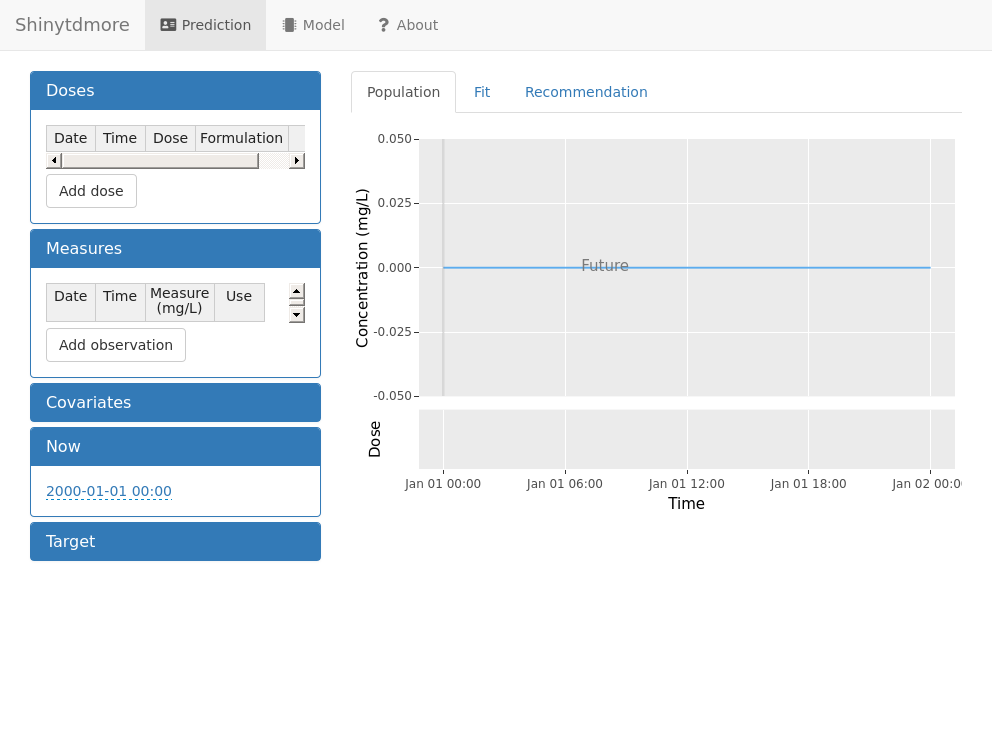 Shinytdmore Prediction Model ? About
Doses
Date Time Dose Formulation
Add dose
Measures
Date Time Measure (mg/L) Use
Add observation
Covariates
Now
2000-01-01 00:00
Target
Population Fit Recommendation
Concentration (mg/L)
0.050
0.025
0.000
-0.025
-0.050
Future
Dose
Jan 01 00:00 Jan 01 06:00 Jan 01 12:00 Jan 01 18:00 Jan 02 00:0
Time